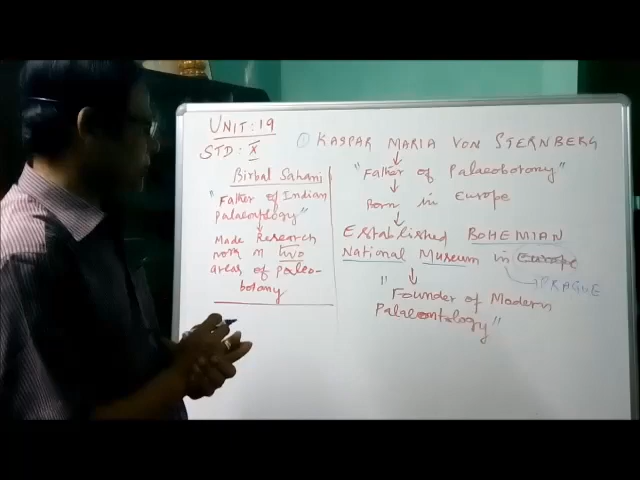 UNIT: 19
STD: X
Birbal Sahani
"Father of Indian
Palaeontology"
Made Research
work in two
areas of paleo-
botany
① KASPAR MARIA VON STERNBERG
"Father of Palaeobotany"
Born in Europe
Established BOHEMIAN
National Museum in Europe
PRAGUE
"Founder of Modern
Palaeontology"